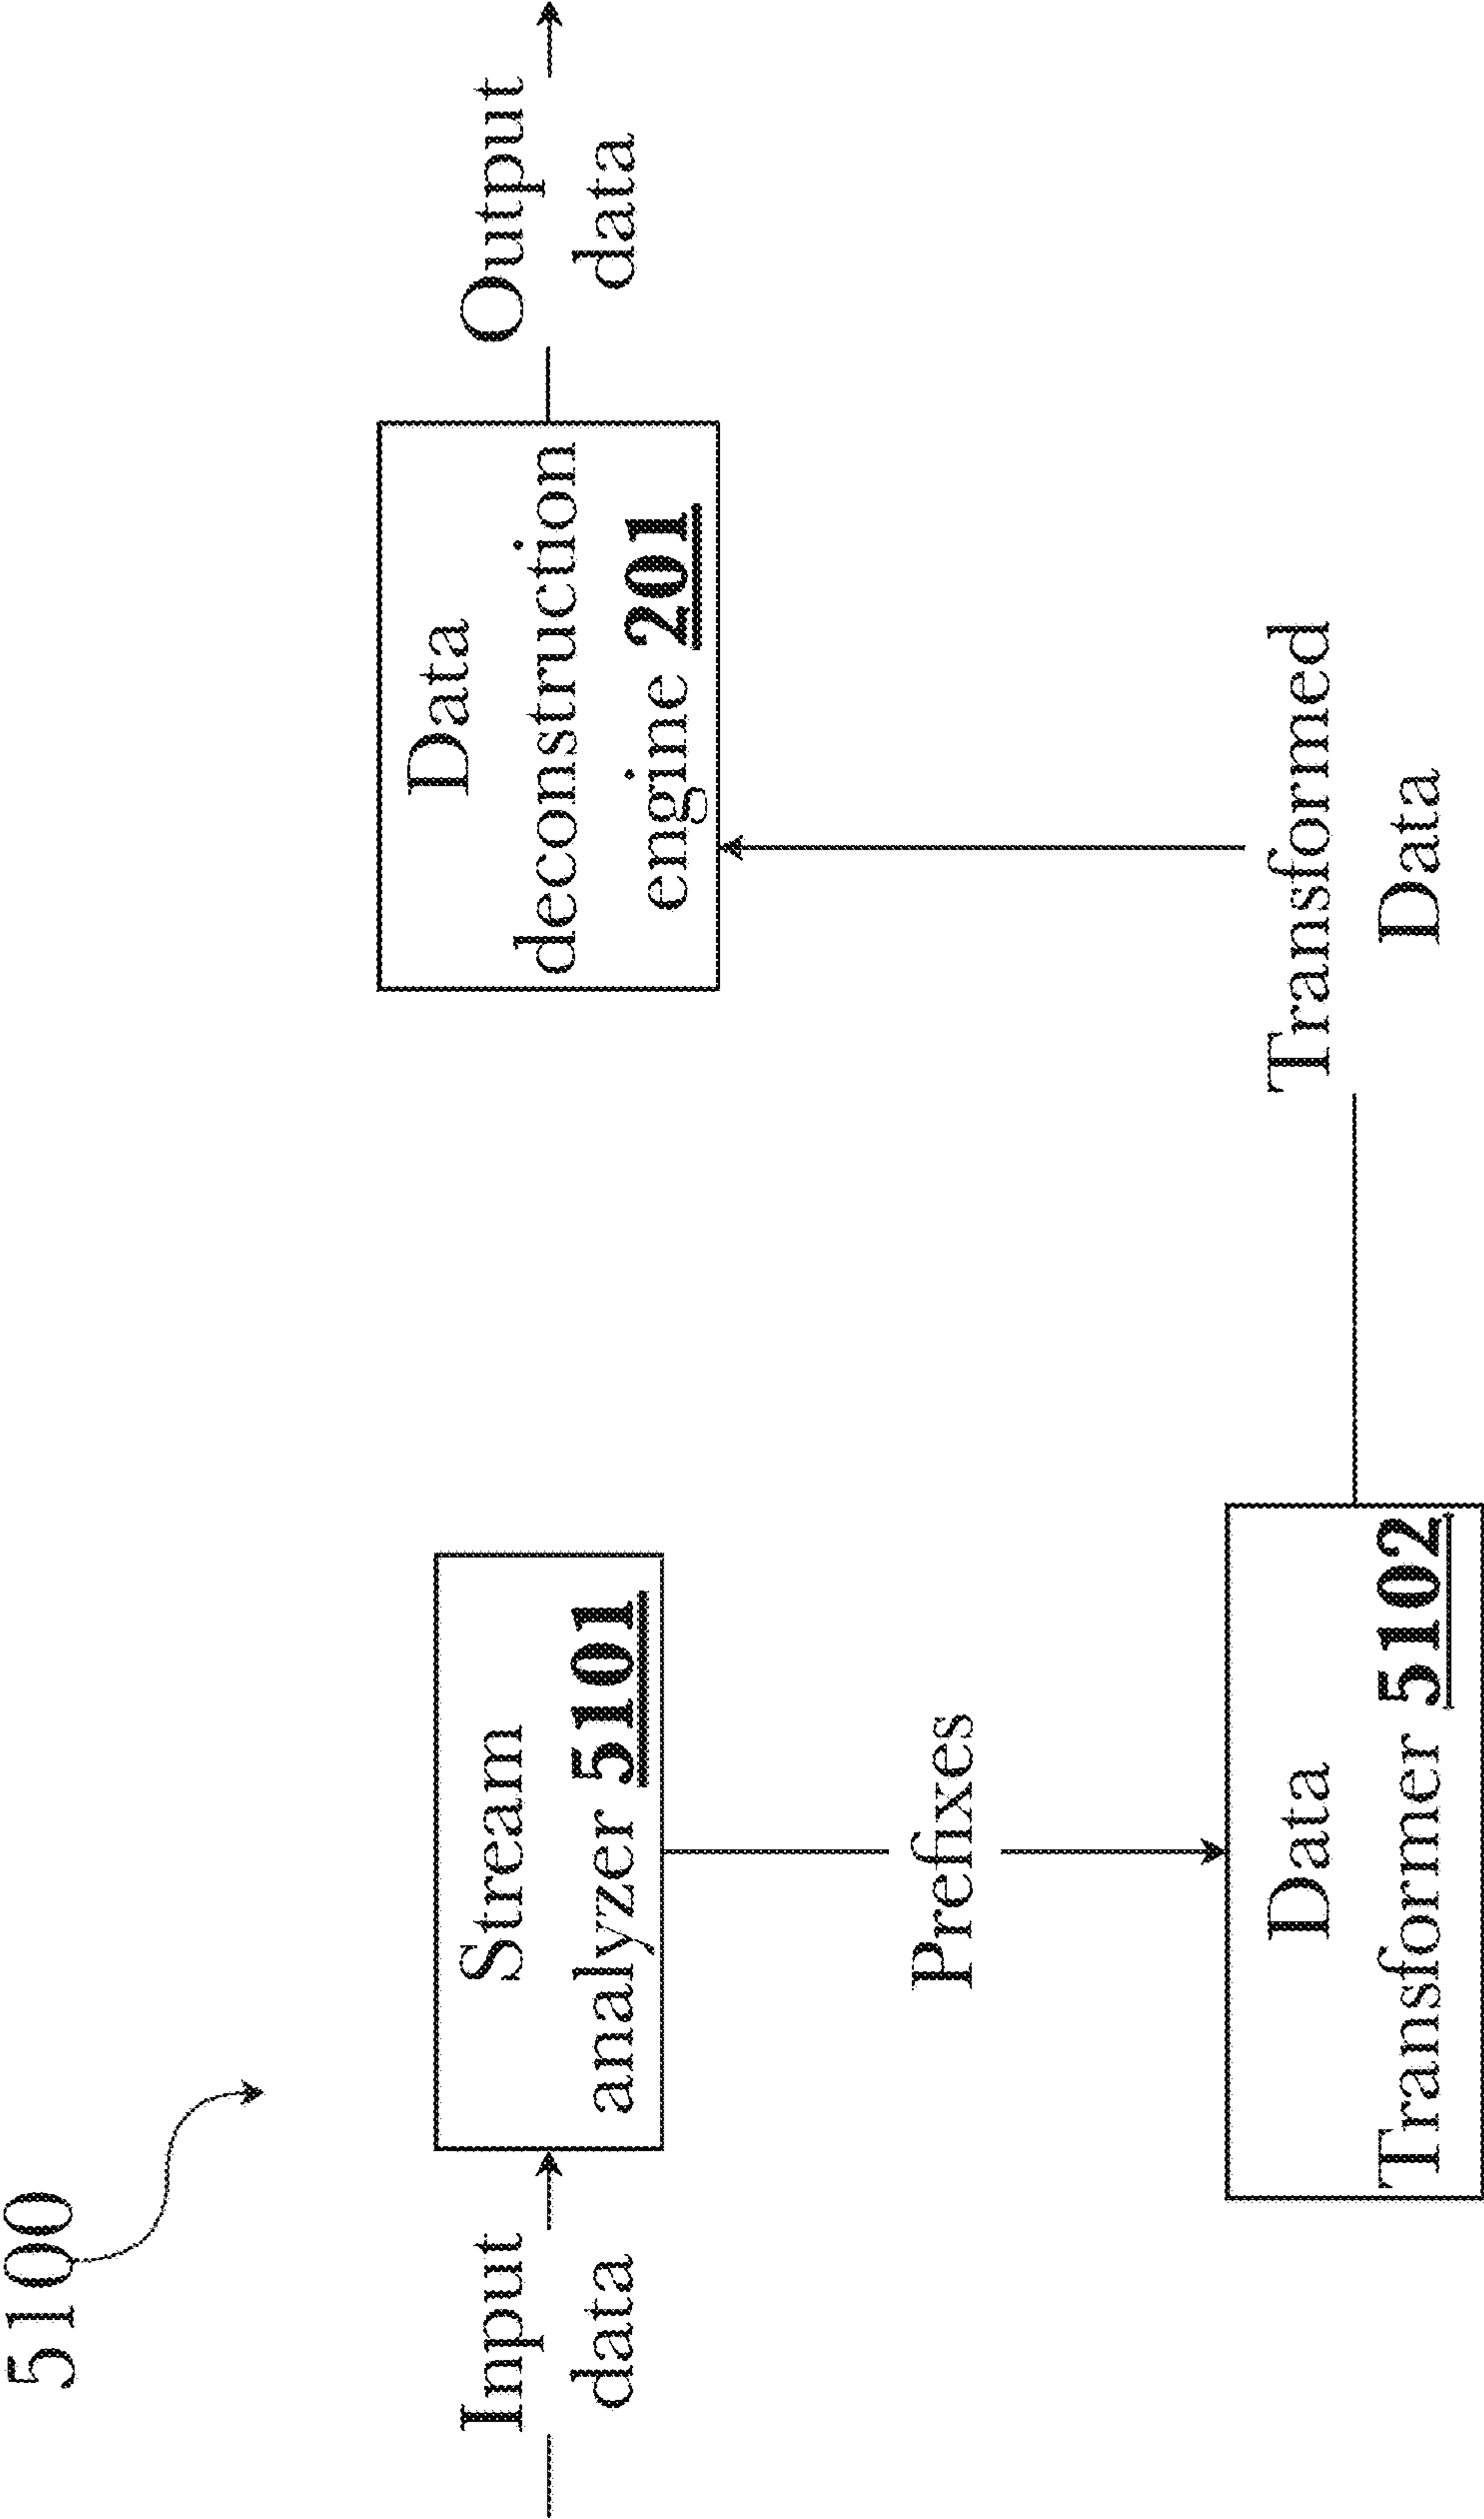 5100
Input
data
Stream
analyzer 5101
Prefixes
Data
Transformer 5102
Transformed
Data
Data
deconstruction
engine 201
Output
data